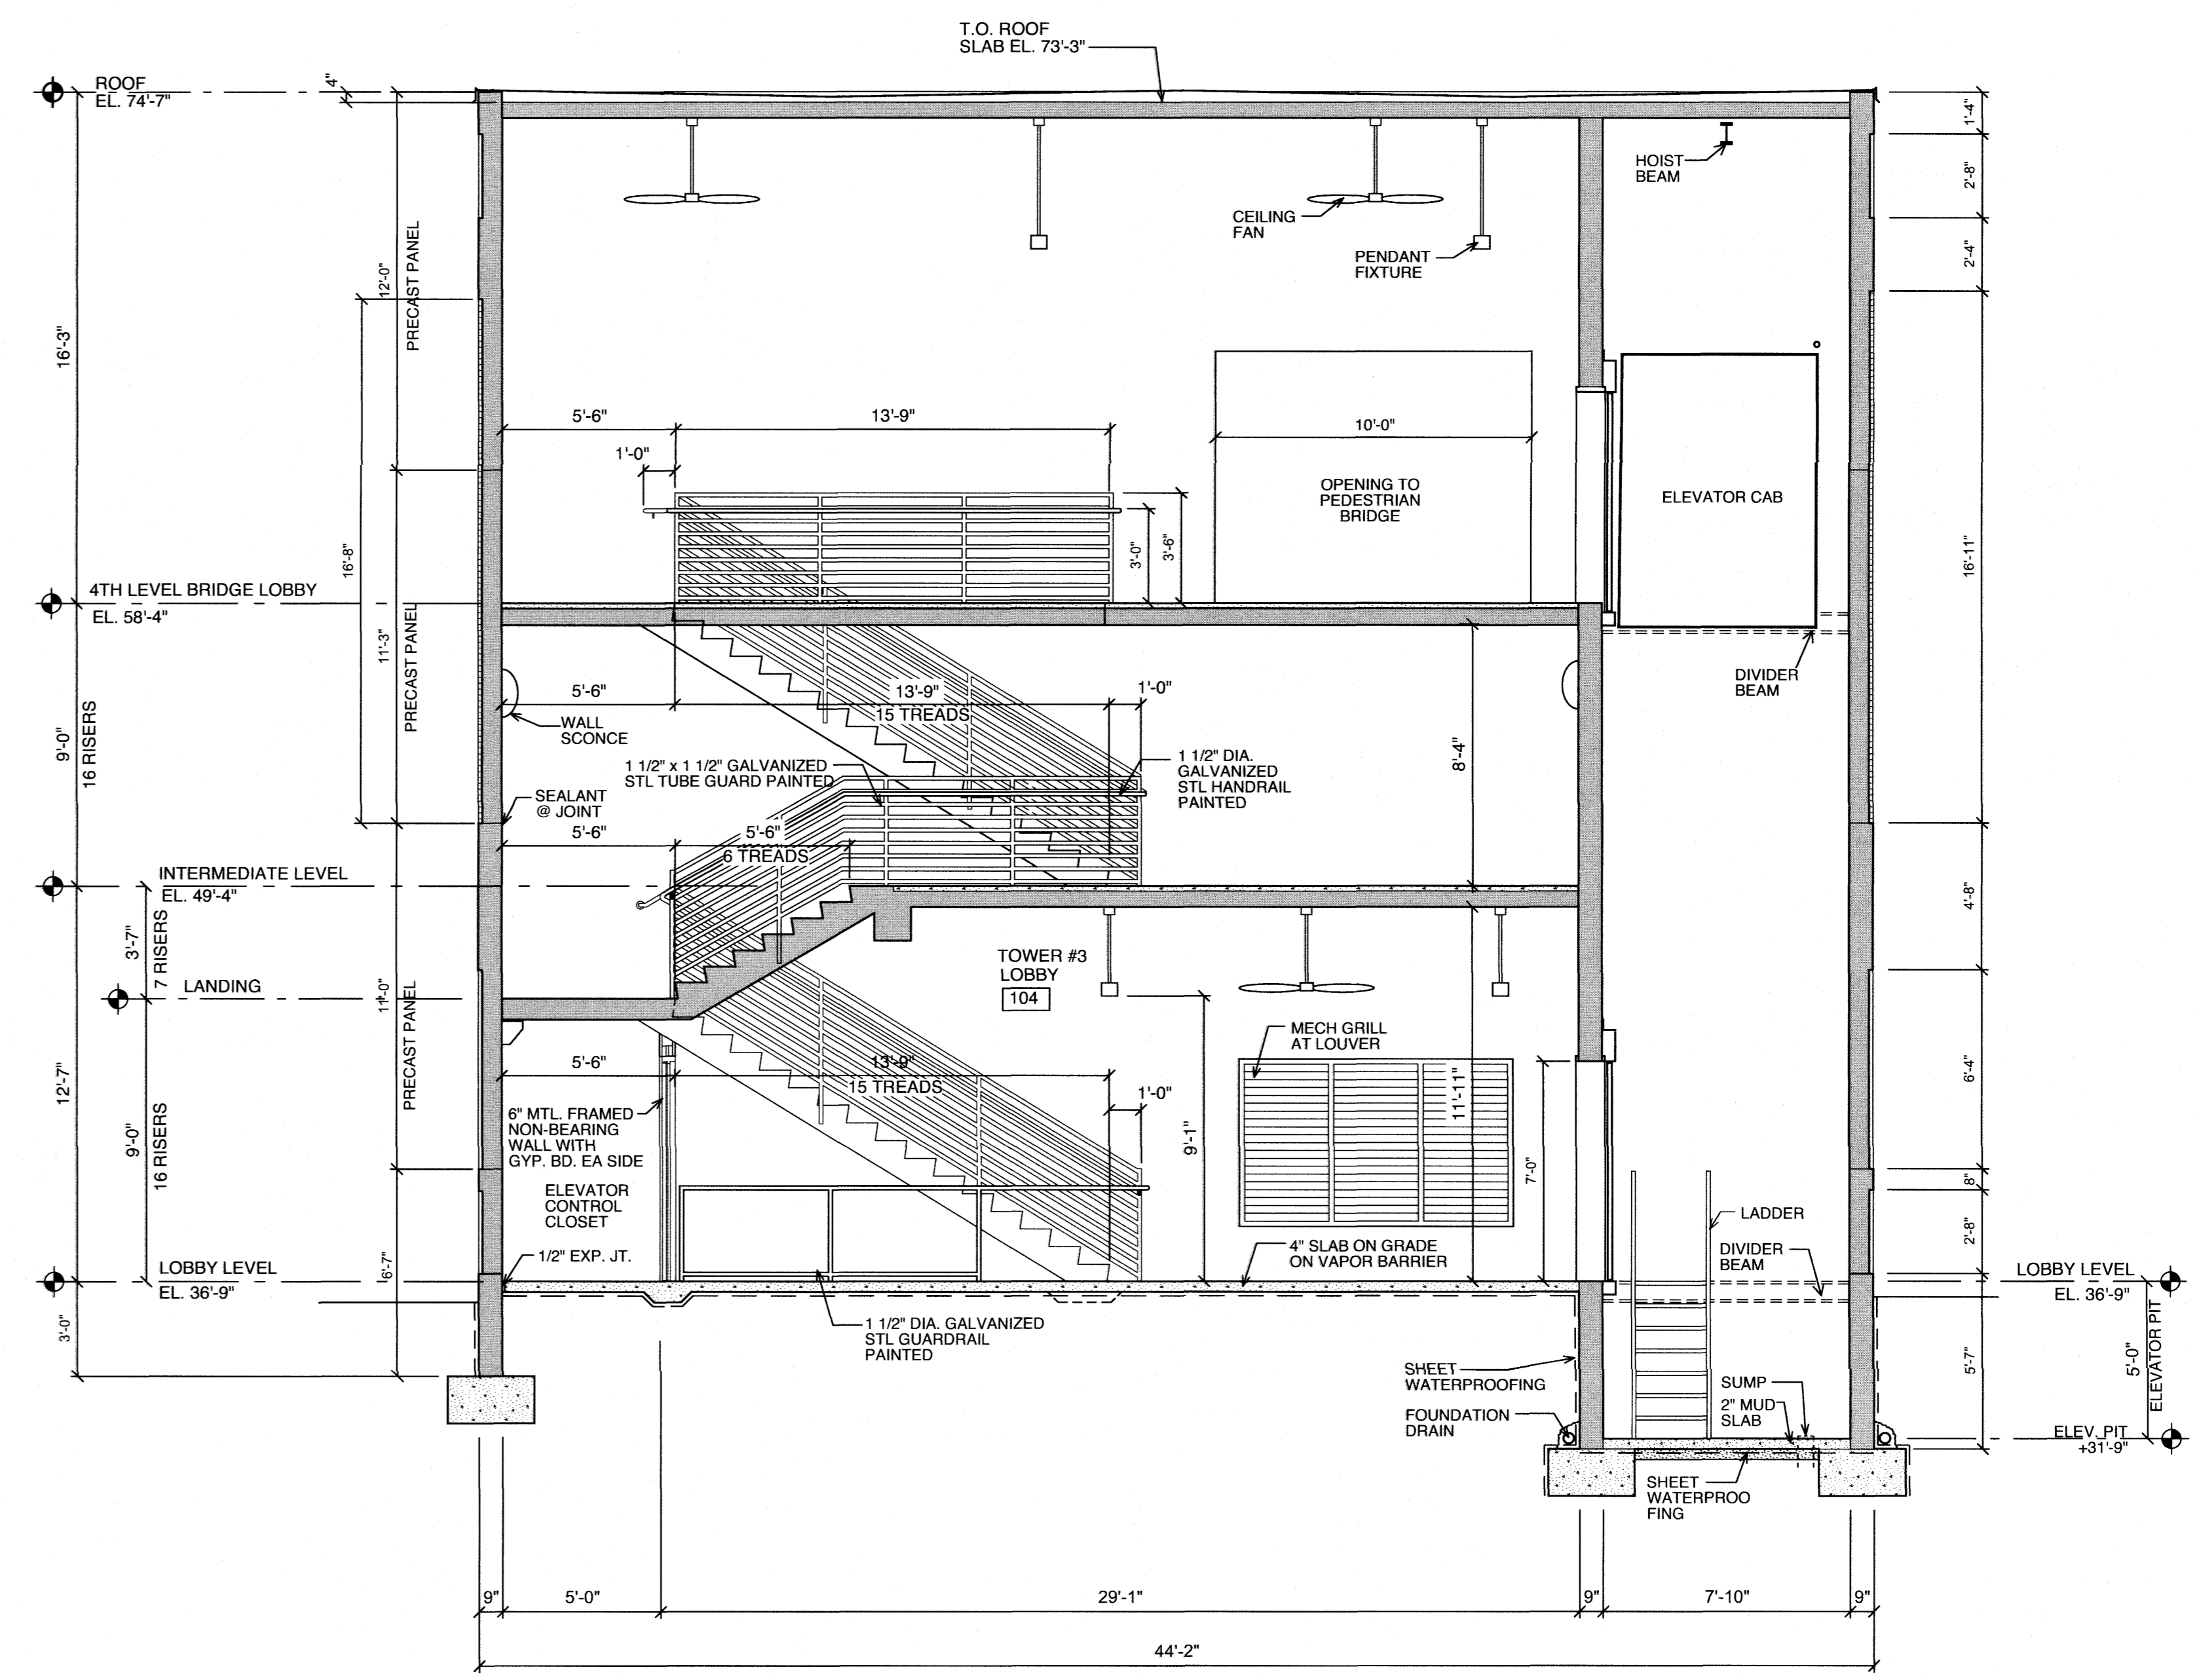 T.O. ROOF
SLAB EL. 73'-3"
ROOF
EL. 74'-7"
4"
1'-4"
HOIST
BEAM
2'-8"
CEILING
FAN
PENDANT
FIXTURE
2'-4"
12'-0"
PRECAST PANEL
16'-3"
5'-6"
13'-9"
10'-0"
1'-0"
OPENING TO
PEDESTRIAN
BRIDGE
ELEVATOR CAB
3'-0"
3'-6"
16'-8"
16'-11"
4TH LEVEL BRIDGE LOBBY
EL. 58'-4"
11'-3"
PRECAST PANEL
DIVIDER
BEAM
5'-6"
13'-9"
15 TREADS
1'-0"
WALL
SCONCE
9'-0"
16 RISERS
8'-4"
1 1/2" x 1 1/2" GALVANIZED
STL TUBE GUARD PAINTED
1 1/2" DIA.
GALVANIZED
STL HANDRAIL
PAINTED
SEALANT
@ JOINT
5'-6"
5'-6"
6 TREADS
INTERMEDIATE LEVEL
EL. 49'-4"
4'-8"
3'-7"
7 RISERS
TOWER #3
LOBBY
104
LANDING
11'-0"
PRECAST PANEL
MECH GRILL
AT LOUVER
5'-6"
13'-9"
15 TREADS
1'-0"
12'-7"
6'-4"
11'-11"
9'-1"
6" MTL. FRAMED
NON-BEARING
WALL WITH
GYP. BD. EA SIDE
9'-0"
16 RISERS
7'-0"
8"
ELEVATOR
CONTROL
CLOSET
LADDER
2'-8"
1/2" EXP. JT.
4" SLAB ON GRADE
ON VAPOR BARRIER
DIVIDER
BEAM
6'-7"
LOBBY LEVEL
EL. 36'-9"
LOBBY LEVEL
EL. 36'-9"
3'-0"
1 1/2" DIA. GALVANIZED
STL GUARDRAIL
PAINTED
5'-7"
5'-0"
ELEVATOR PIT
SHEET
WATERPROOFING
SUMP
2" MUD
SLAB
FOUNDATION
DRAIN
ELEV. PIT
+31'-9"
SHEET
WATERPROO
FING
9"
5'-0"
29'-1"
9"
7'-10"
9"
44'-2"